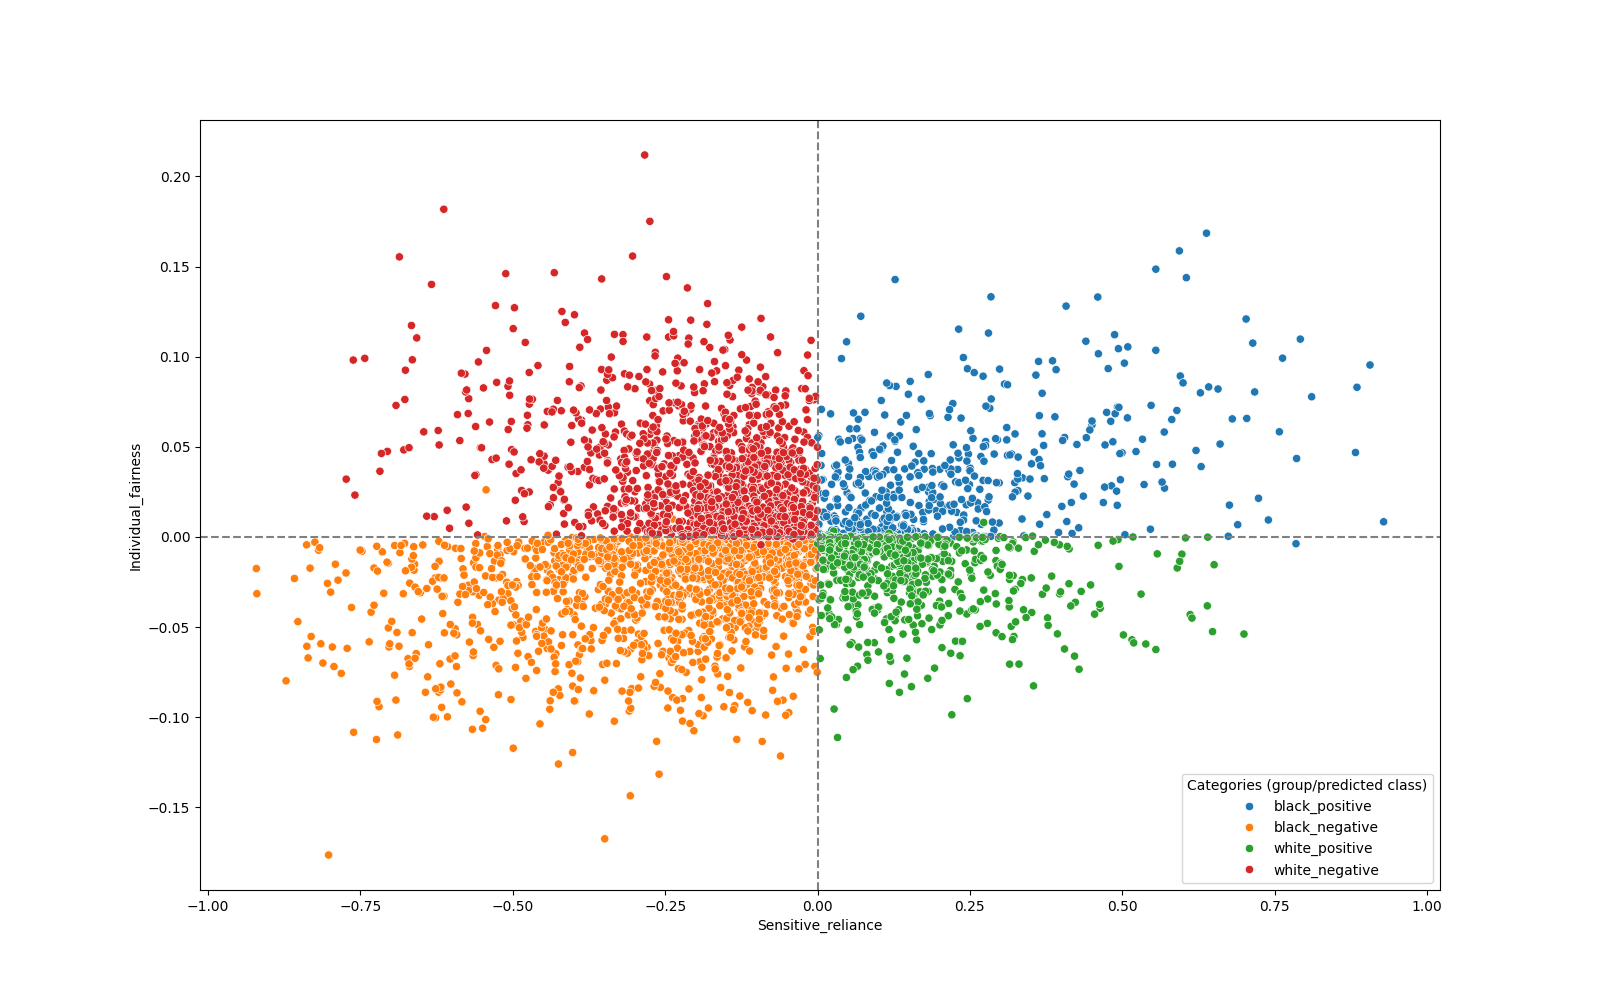 0.20
0.15
0.10
0.05
0.00
−0.05
−0.10
−0.15
Individual_fairness
−1.00 −0.75 −0.50 −0.25 0.00 0.25 0.50 0.75 1.00
Sensitive_reliance
Categories (group/predicted class)
black_positive
black_negative
white_positive
white_negative